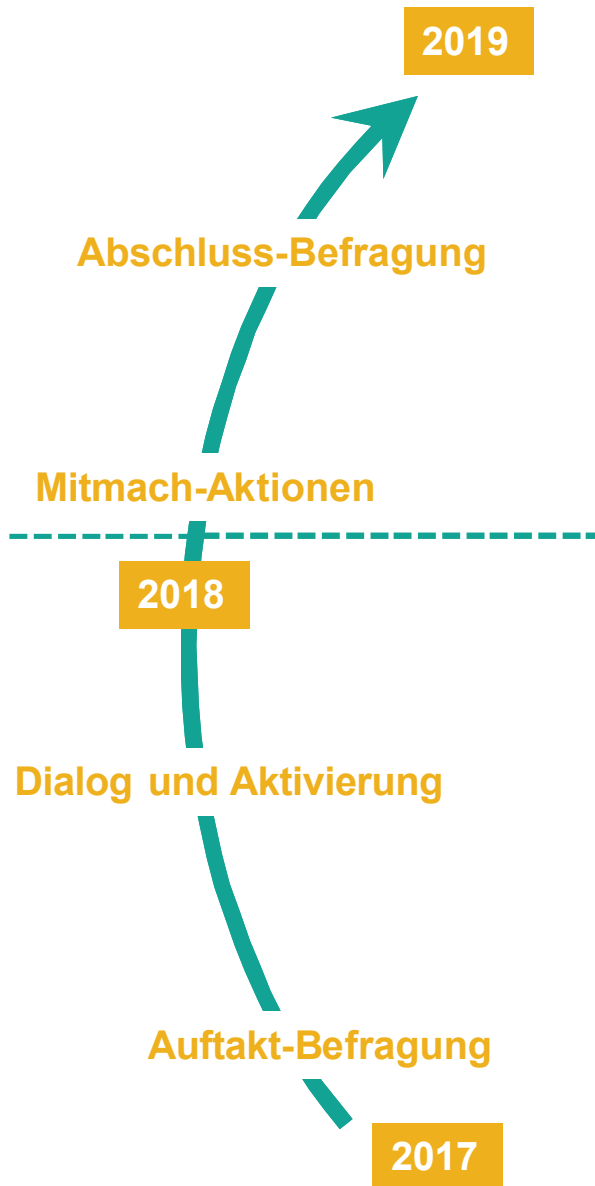 2019
Abschluss-Befragung
Mitmach-Aktionen
2018
Dialog und Aktivierung
Auftakt-Befragung
2017